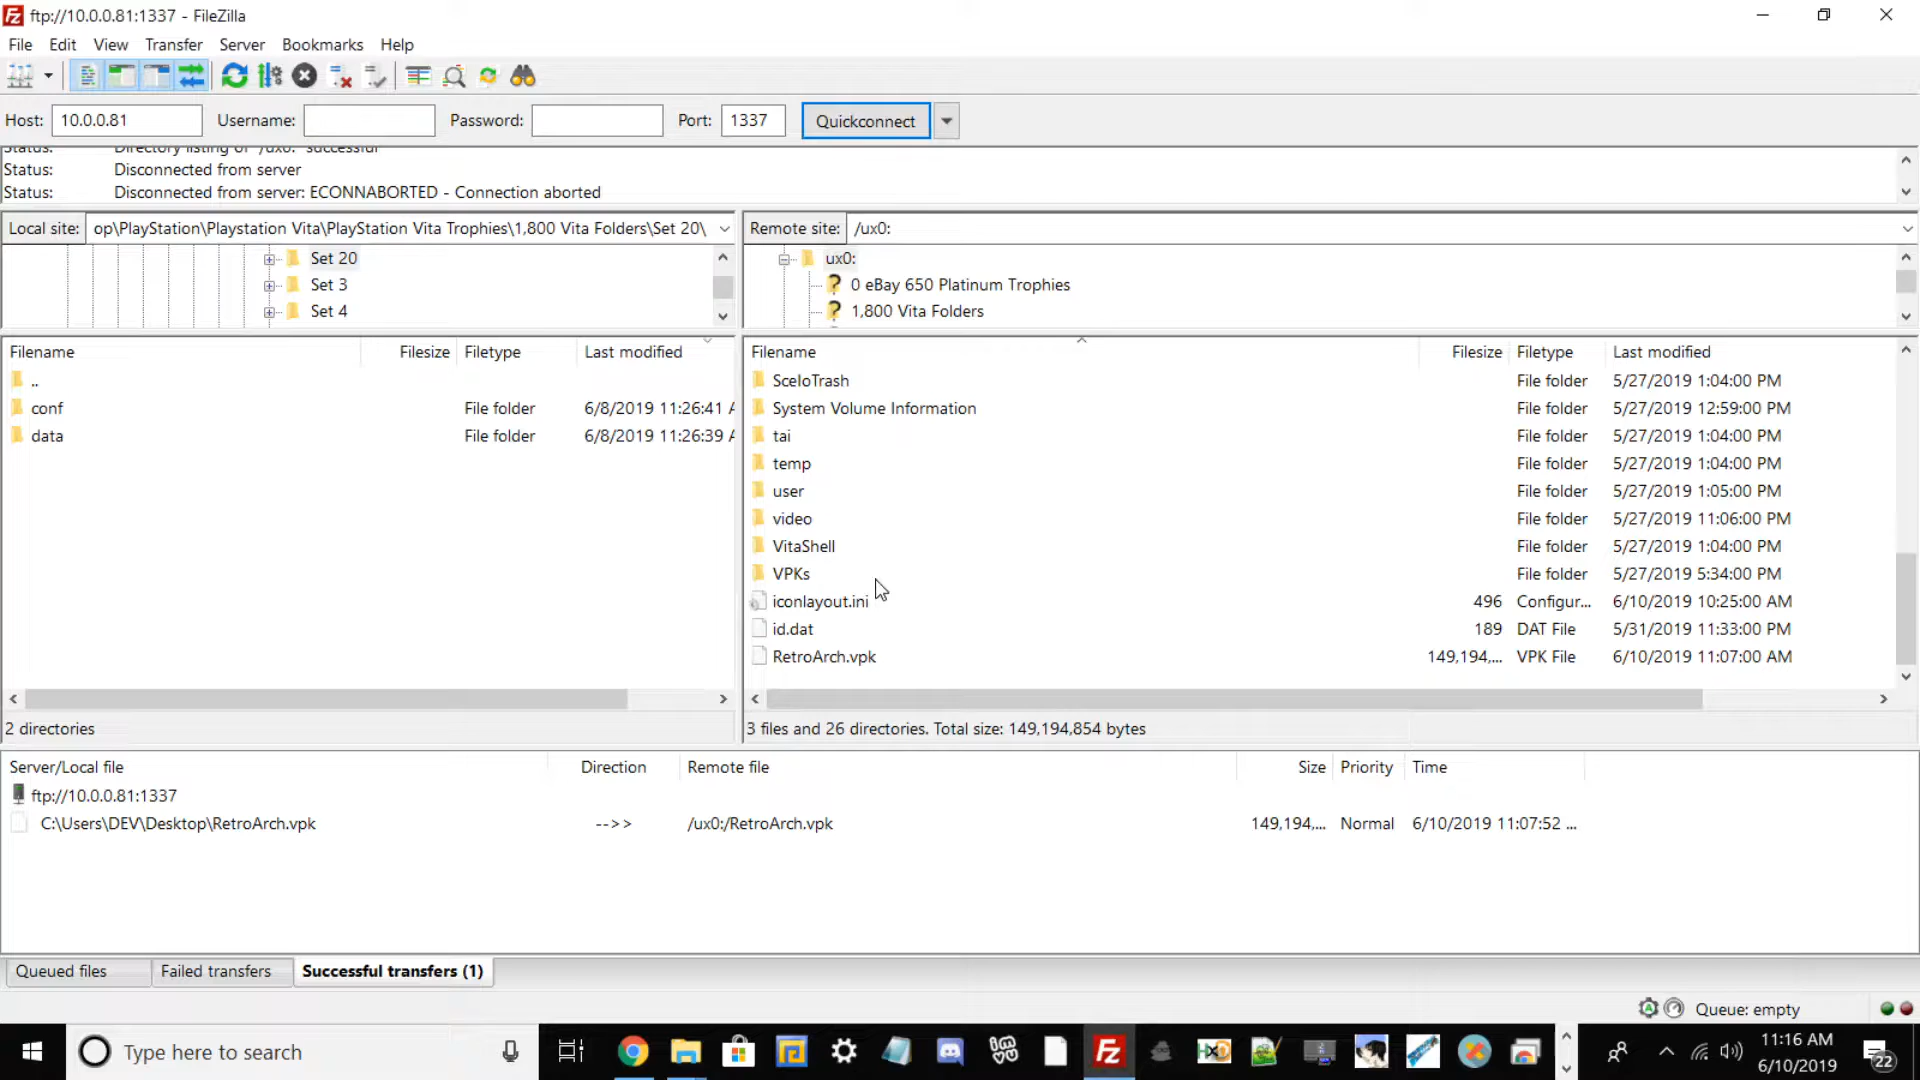 ftp://10.0.0.81:1337 - FileZilla
File Edit View Transfer Server Bookmarks Help
Host: 10.0.0.81 Username: Password: Port: 1337 Quickconnect
Status: Directory listing of "/ux0:" successful
Status: Disconnected from server
Status: Disconnected from server: ECONNABORTED - Connection aborted
Local site: op\PlayStation\Playstation Vita\PlayStation Vita Trophies\1,800 Vita Folders\Set 20\
Set 20
Set 3
Set 4
Filename Filesize Filetype Last modified
..
conf File folder 6/8/2019 11:26:41 A
data File folder 6/8/2019 11:26:39 A
2 directories
Remote site: /ux0:
ux0:
0 eBay 650 Platinum Trophies
1,800 Vita Folders
Filename Filesize Filetype Last modified
SceIoTrash File folder 5/27/2019 1:04:00 PM
System Volume Information File folder 5/27/2019 12:59:00 PM
tai File folder 5/27/2019 1:04:00 PM
temp File folder 5/27/2019 1:04:00 PM
user File folder 5/27/2019 1:05:00 PM
video File folder 5/27/2019 11:06:00 PM
VitaShell File folder 5/27/2019 1:04:00 PM
VPKs File folder 5/27/2019 5:34:00 PM
iconlayout.ini 496 Configur... 6/10/2019 10:25:00 AM
id.dat 189 DAT File 5/31/2019 11:33:00 PM
RetroArch.vpk 149,194,... VPK File 6/10/2019 11:07:00 AM
3 files and 26 directories. Total size: 149,194,854 bytes
Server/Local file Direction Remote file Size Priority Time
ftp://10.0.0.81:1337
C:\Users\DEV\Desktop\RetroArch.vpk -->> /ux0:/RetroArch.vpk 149,194,... Normal 6/10/2019 11:07:52 ...
Queued files Failed transfers Successful transfers (1)
Queue: empty
Type here to search
11:16 AM
6/10/2019
22